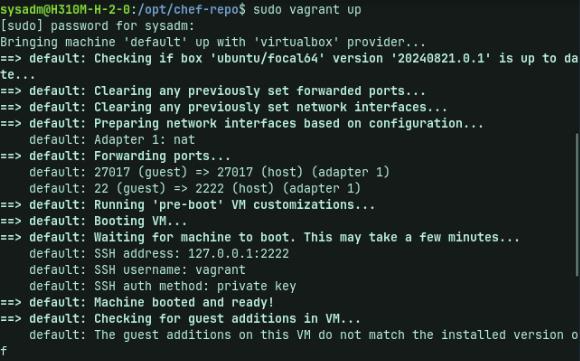 sysadm@H310M-H-2-0:/opt/chef-repo$ sudo vagrant up
[sudo] password for sysadm:
Bringing machine 'default' up with 'virtualbox' provider...
==> default: Checking if box 'ubuntu/focal64' version '20240821.0.1' is up to da
te...
==> default: Clearing any previously set forwarded ports...
==> default: Clearing any previously set network interfaces...
==> default: Preparing network interfaces based on configuration...
    default: Adapter 1: nat
==> default: Forwarding ports...
    default: 27017 (guest) => 27017 (host) (adapter 1)
    default: 22 (guest) => 2222 (host) (adapter 1)
==> default: Running 'pre-boot' VM customizations...
==> default: Booting VM...
==> default: Waiting for machine to boot. This may take a few minutes...
    default: SSH address: 127.0.0.1:2222
    default: SSH username: vagrant
    default: SSH auth method: private key
==> default: Machine booted and ready!
==> default: Checking for guest additions in VM...
    default: The guest additions on this VM do not match the installed version o
f